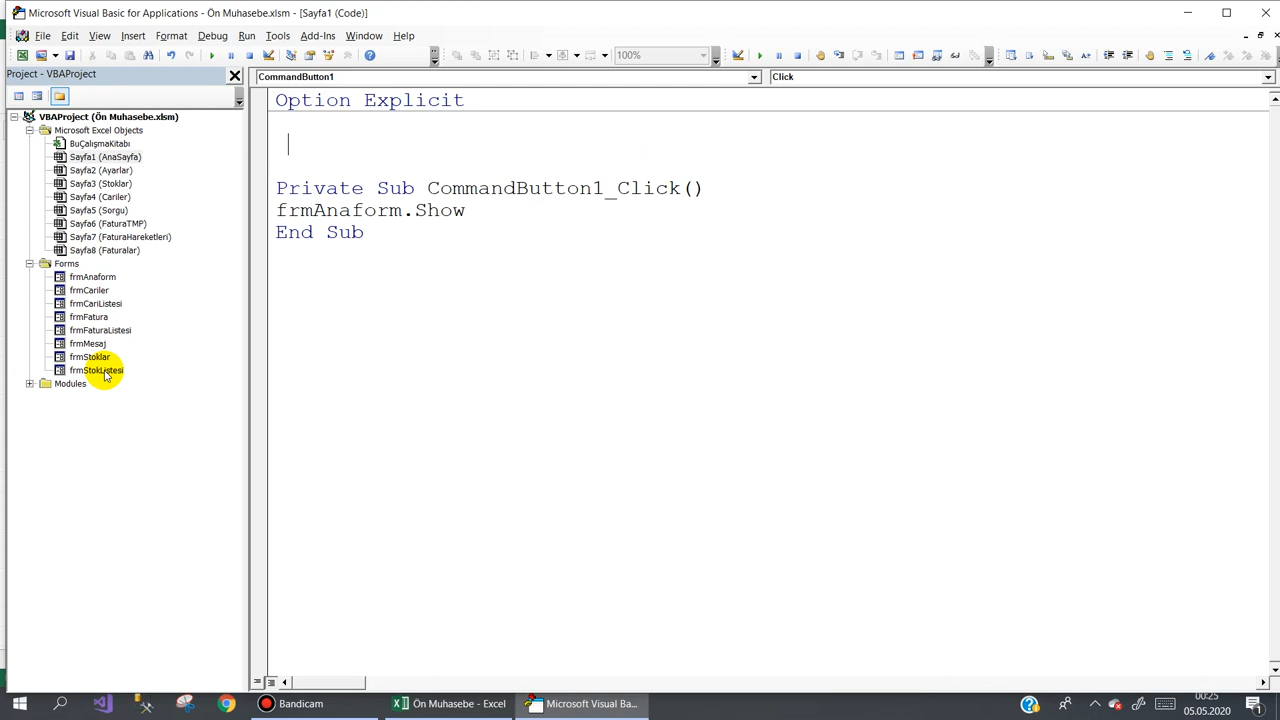 Microsoft Visual Basic for Applications - Ön Muhasebe.xlsm - [Sayfa1 (Code)]
File Edit View Insert Format Debug Run Tools Add-Ins Window Help
100%
Project - VBAProject
CommandButton1
Click
VBAProject (Ön Muhasebe.xlsm)
Microsoft Excel Objects
BuÇalışmaKitabı
Sayfa1 (AnaSayfa)
Sayfa2 (Ayarlar)
Sayfa3 (Stoklar)
Sayfa4 (Cariler)
Sayfa5 (Sorgu)
Sayfa6 (FaturaTMP)
Sayfa7 (FaturaHareketleri)
Sayfa8 (Faturalar)
Forms
frmAnaform
frmCariler
frmCariListesi
frmFatura
frmFaturaListesi
frmMesaj
frmStoklar
frmStokListesi
Modules
Option Explicit
Private Sub CommandButton1_Click()
frmAnaform.Show
End Sub
Bandicam
Ön Muhasebe - Excel
Microsoft Visual Ba...
00:25
05.05.2020